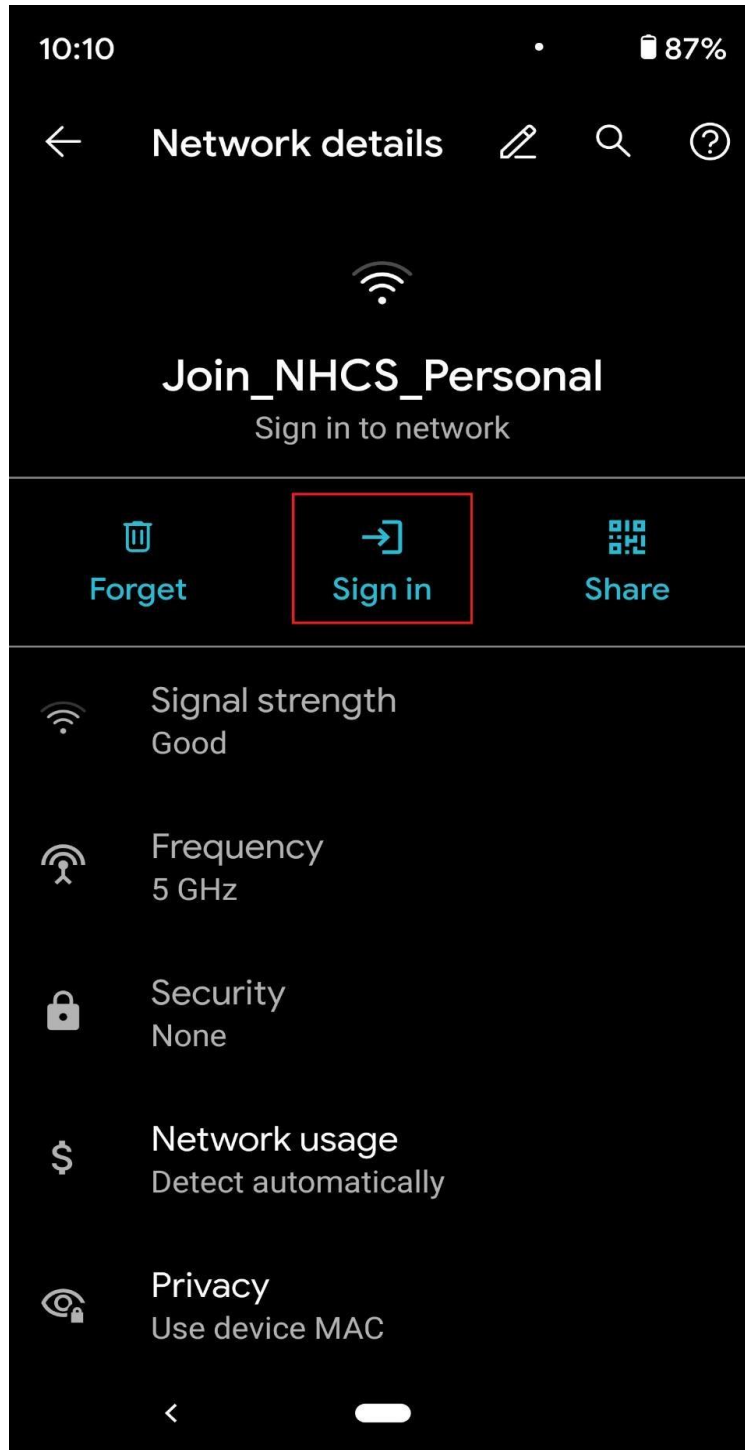 10:10 87%
Network details
Join_NHCS_Personal
Sign in to network
Forget Sign in Share
Signal strength
Good
Frequency
5 GHz
Security
None
Network usage
Detect automatically
Privacy
Use device MAC